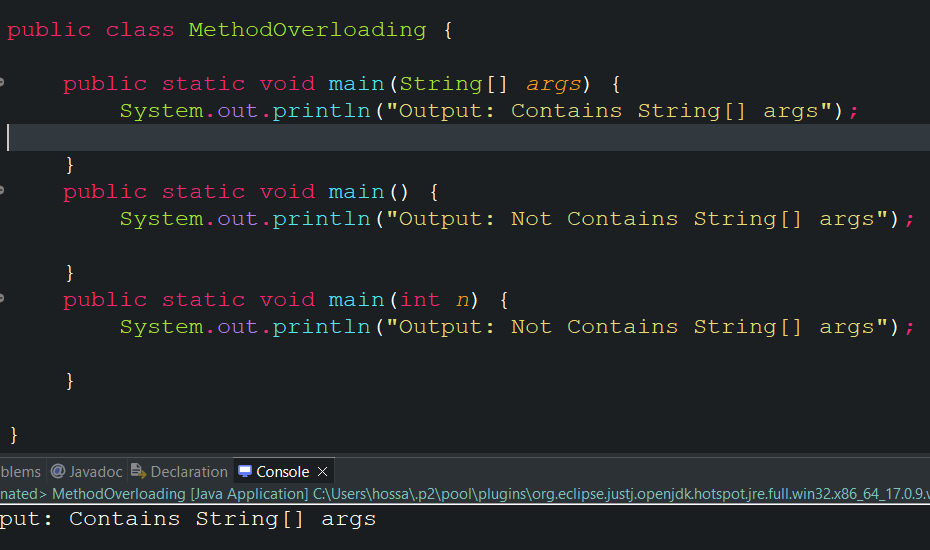 public class MethodOverloading {
public static void main(String[] args) {
System.out.println("Output: Contains String[] args");
}
public static void main() {
System.out.println("Output: Not Contains String[] args");
}
public static void main(int n) {
System.out.println("Output: Not Contains String[] args");
}
}
blems @ Javadoc Declaration Console
nated> MethodOverloading [Java Application] C:\Users\hossa\.p2\pool\plugins\org.eclipse.justj.openjdk.hotspot.jre.full.win32.x86_64_17.0.9.v
put: Contains String[] args